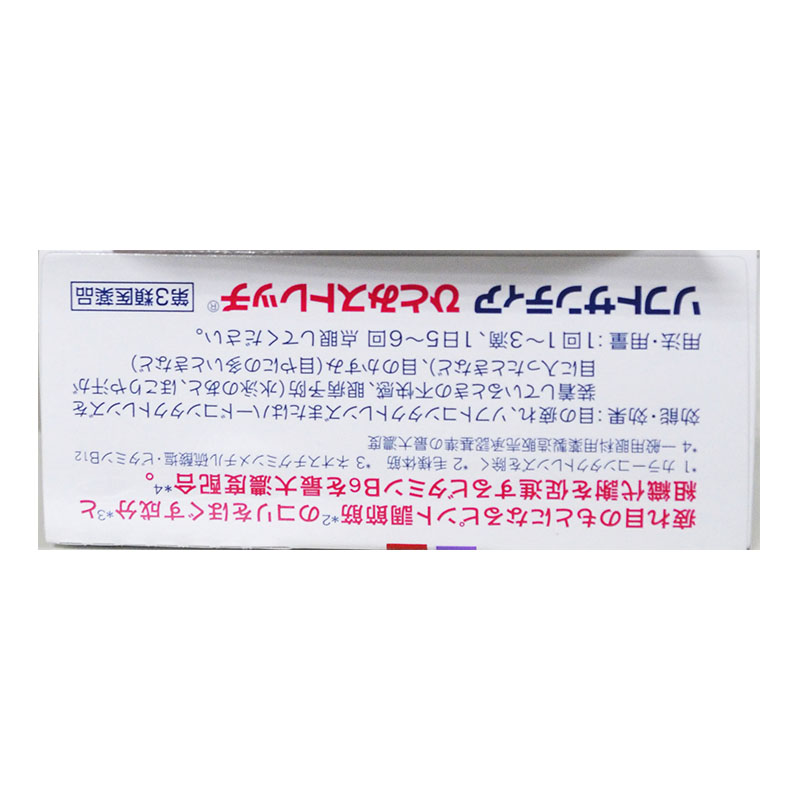 疲れ目のもとになるピント調節筋*2のコリをほぐす成分*3と
組織代謝を促進するビタミンB6を最大濃度配合*4。
*1 カラーコンタクトレンズを除く *2 毛様体筋 *3 ネオスチグミンメチル硫酸塩・ビタミンB12
*4 一般用眼科用薬製造販売承認基準の最大濃度
効能・効果：目の疲れ、ソフトコンタクトレンズまたはハードコンタクトレンズを
装着しているときの不快感、眼病予防（水泳のあと、ほこりや汗が
目に入ったときなど）、目のかすみ（目やにの多いときなど）
用法・用量：1回1～3滴、1日5～6回 点眼してください。
ソフトサンティア ひとみストレッチ® 第3類医薬品